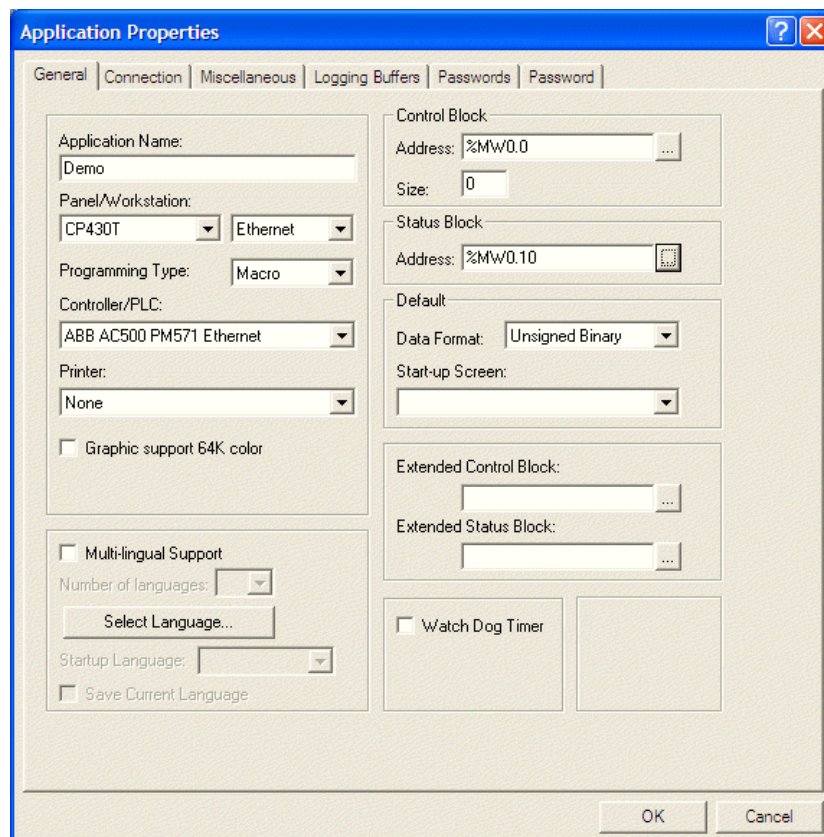 Application Properties
General Connection Miscellaneous Logging Buffers Passwords Password
Application Name:
Demo
Panel/Workstation:
CP430T Ethernet
Programming Type: Macro
Controller/PLC:
ABB AC500 PM571 Ethernet
Printer:
None
Graphic support 64K color
Multi-lingual Support
Number of languages:
Select Language...
Startup Language:
Save Current Language
Control Block
Address: %MW0.0 ...
Size: 0
Status Block
Address: %MW0.10 ...
Default
Data Format: Unsigned Binary
Start-up Screen:
Extended Control Block:
...
Extended Status Block:
...
Watch Dog Timer
OK Cancel